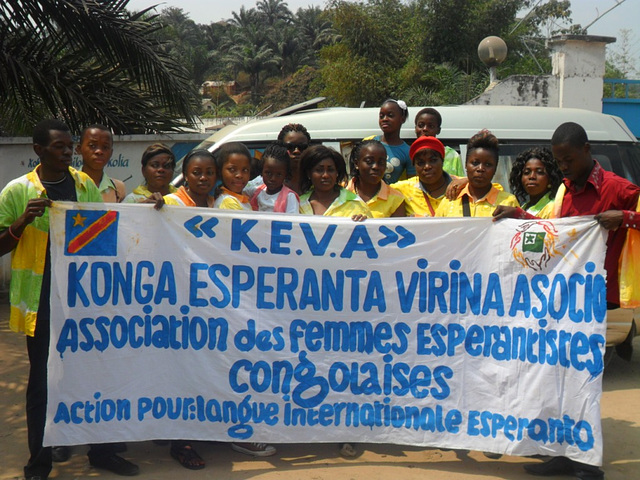 « K.E.V.A »
KONGA ESPERANTA VIRINA ASOCIO
Association des femmes Esperantistes
Congolaises
Action Pour:langue internationale Esperanto